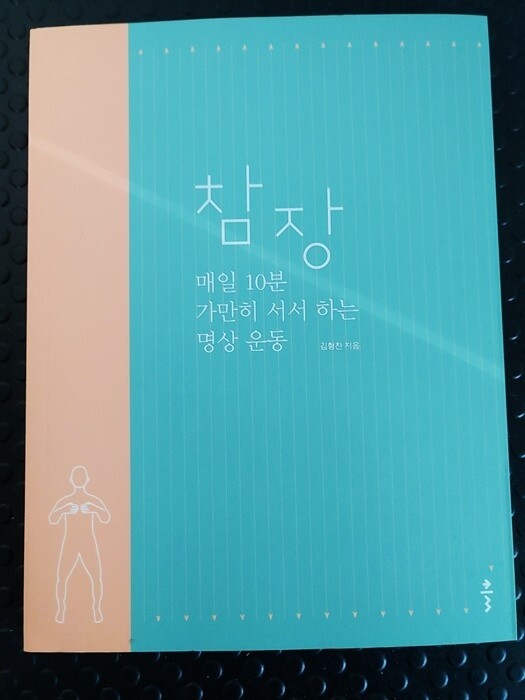 참장
매일 10분
가만히 서서 하는
명상 운동
김형찬 지음